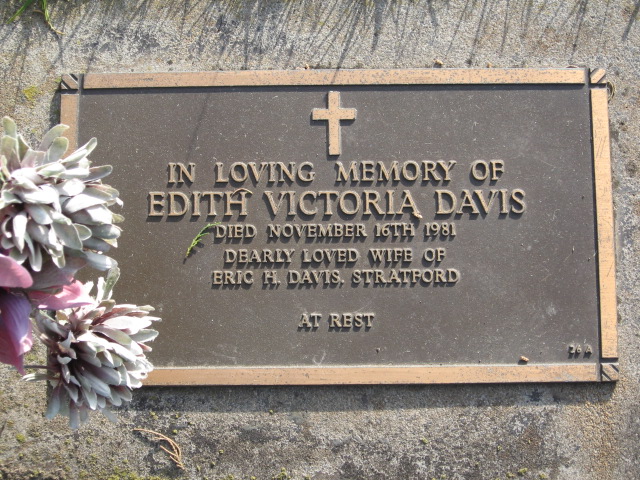 IN LOVING MEMORY OF
EDITH VICTORIA DAVIS
DIED NOVEMBER 16TH 1981
DEARLY LOVED WIFE OF
ERIC H. DAVIS, STRATFORD
AT REST